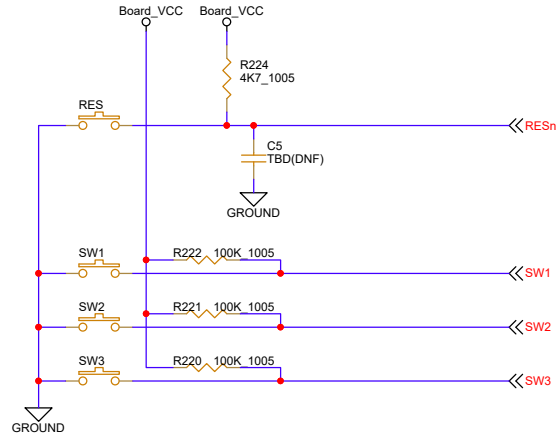 Board_VCC Board_VCC
R224
4K7_1005
RES
RESn
C5
TBD(DNF)
GROUND
SW1 R222 100K_1005
SW1
SW2 R221 100K_1005
SW2
SW3 R220 100K_1005
SW3
GROUND